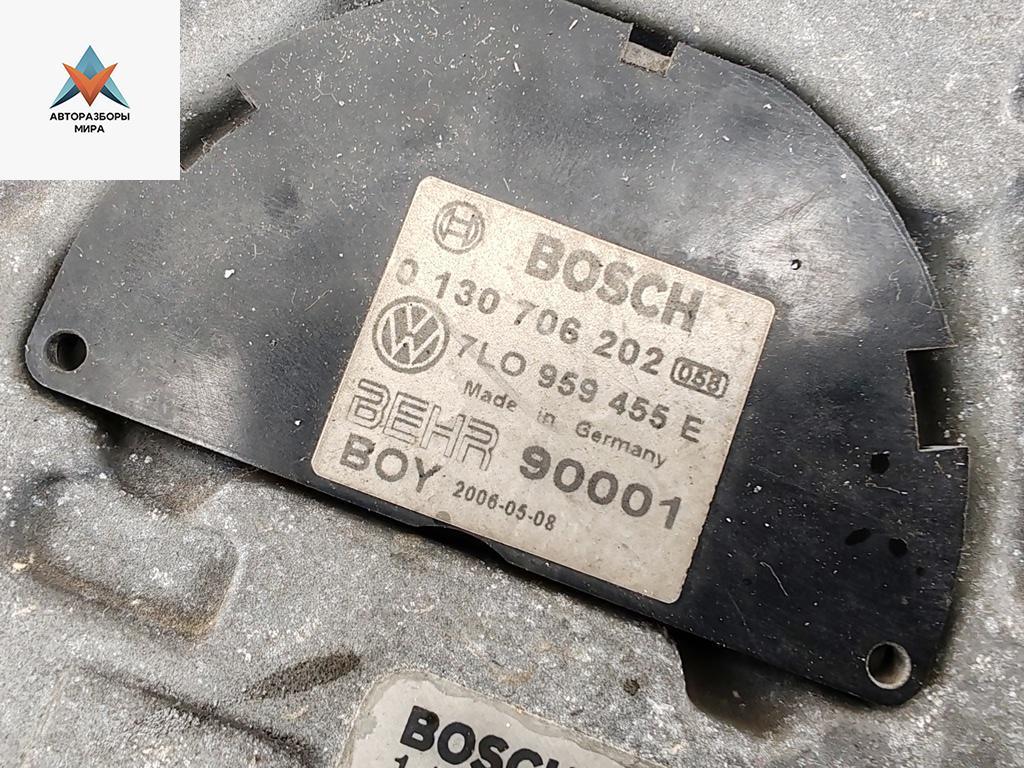 АВТОРАЗБОРЫ
МИРА
BOSCH
0 130 706 202 058
7LO 959 455 E
Made in Germany
BEHR 90001
BOY 2006-05-08
BOSCH